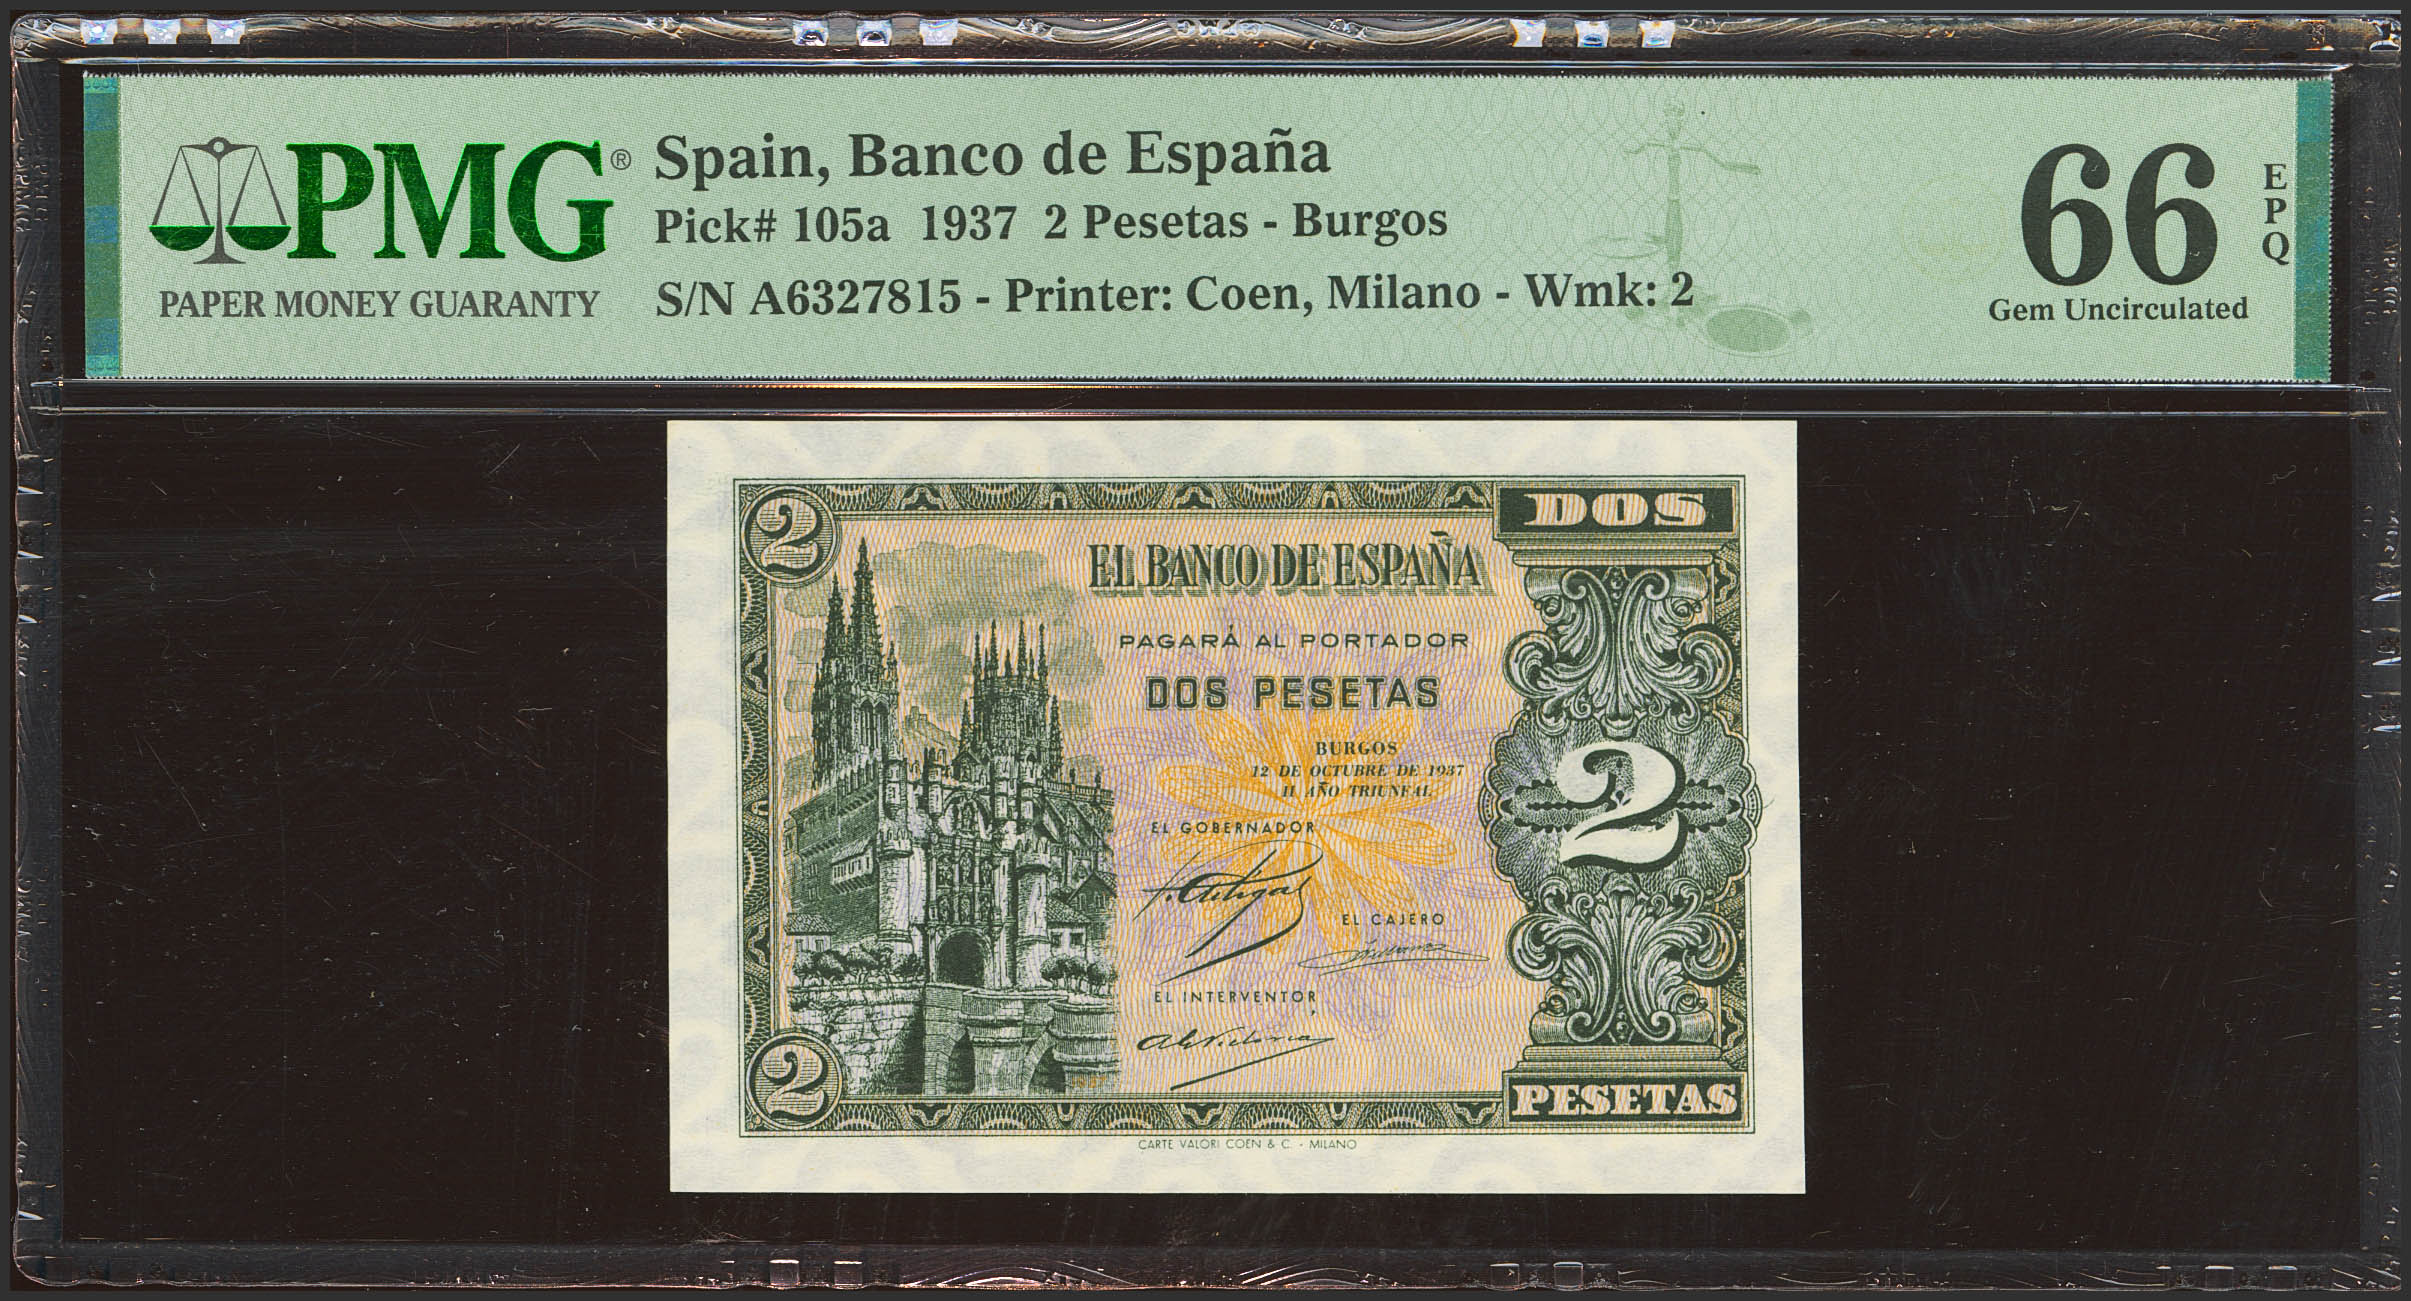 PMG®
PAPER MONEY GUARANTY
Spain, Banco de España
Pick# 105a 1937 2 Pesetas - Burgos
S/N A6327815 - Printer: Coen, Milano - Wmk: 2
66
EPQ
Gem Uncirculated
2
DOS
EL BANCO DE ESPAÑA
PAGARÁ AL PORTADOR
DOS PESETAS
BURGOS
12 DE OCTUBRE DE 1937
II AÑO TRIUNFAL
2
EL GOBERNADOR
EL CAJERO
EL INTERVENTOR
2
PESETAS
CARTE VALORI COEN & C. - MILANO